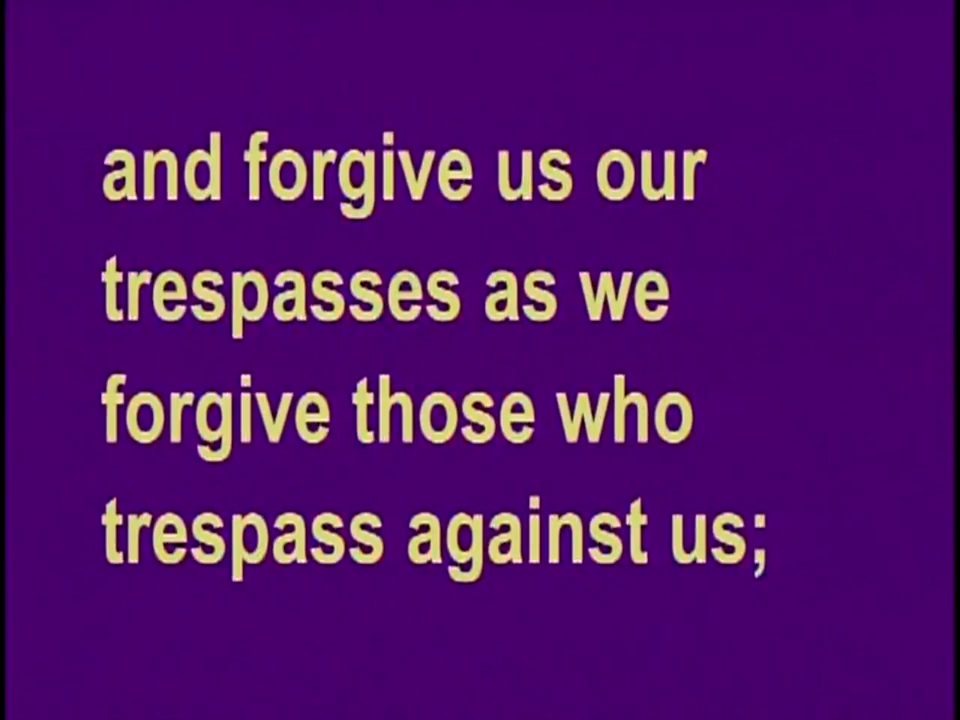 and forgive us our
trespasses as we
forgive those who
trespass against us;